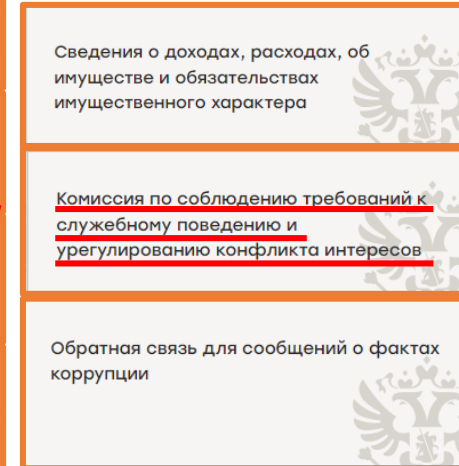 Сведения о доходах, расходах, об
имуществе и обязательствах
имущественного характера
Комиссия по соблюдению требований к
служебному поведению и
урегулированию конфликта интересов
Обратная связь для сообщений о фактах
коррупции